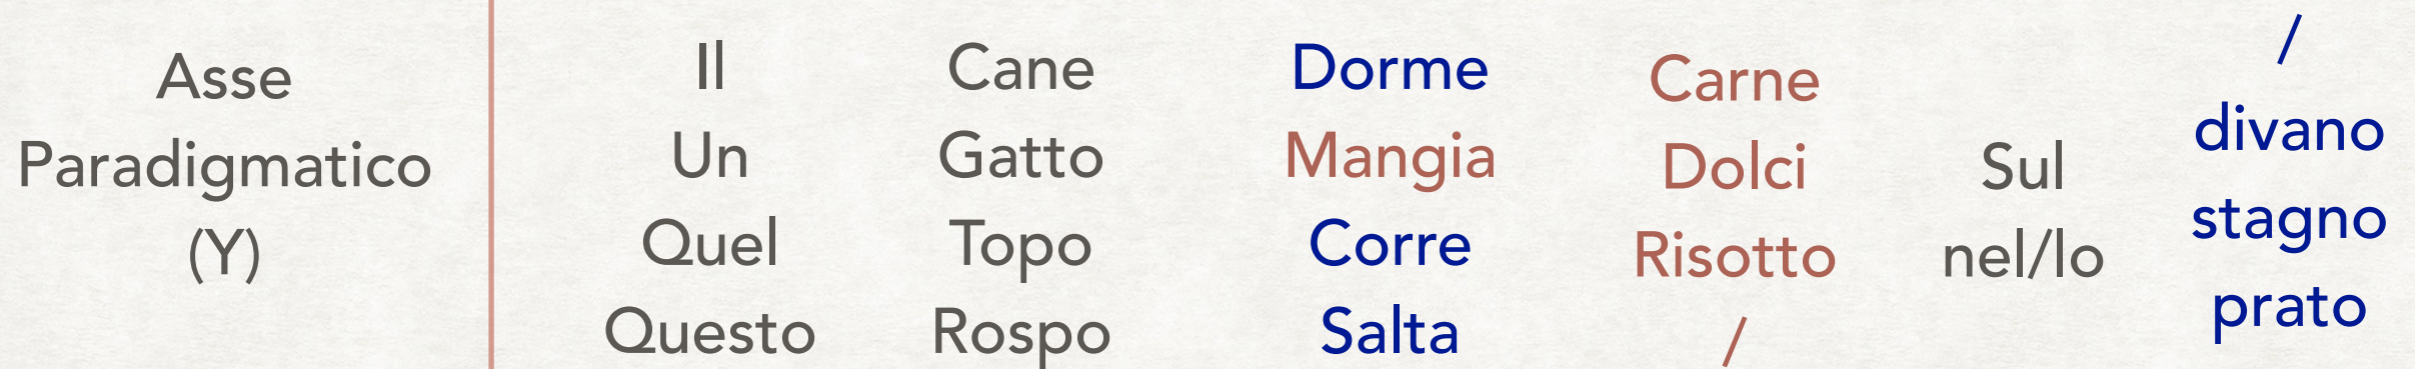 Asse
Paradigmatico
(Y)
Il
Un
Quel
Questo
Cane
Gatto
Topo
Rospo
Dorme
Mangia
Corre
Salta
Carne
Dolci
Risotto
/
Sul
nel/lo
/
divano
stagno
prato